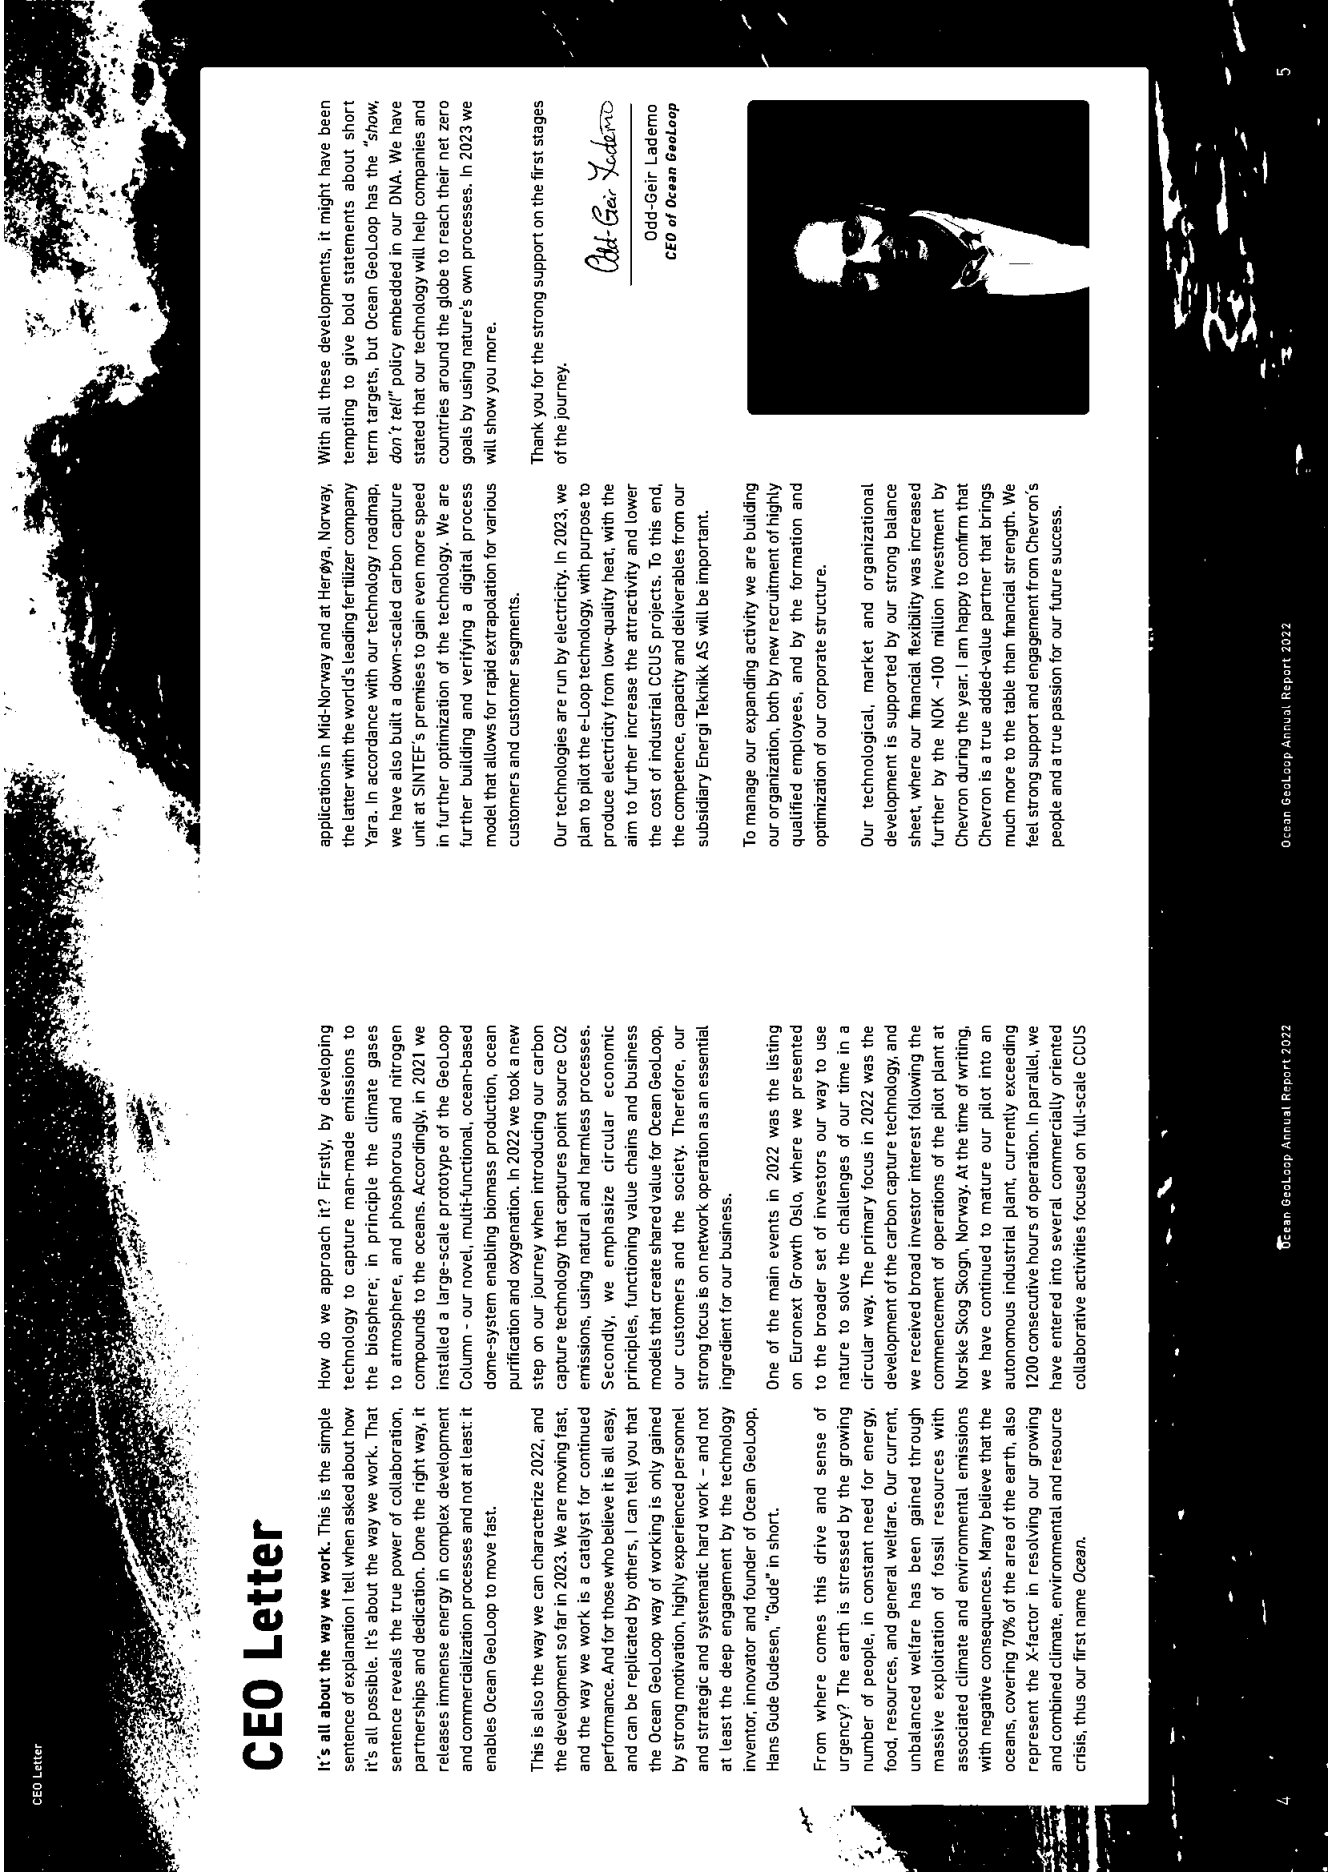 CEO Letter
CEO Letter
It's all about the way we work. This is the simple
sentence of explanation I tell when asked about how
it's all possible. It's about the way we work. That
sentence reveals the true power of collaboration,
partnerships and dedication. Done the right way, it
releases immense energy in complex development
and commercialization processes and not at least: it
enables Ocean GeoLoop to move fast.
This is also the way we can characterize 2022, and
the development so far in 2023. We are moving fast,
and the way we work is a catalyst for continued
performance. And for those who believe it is all easy,
and can be replicated by others, I can tell you that
the Ocean GeoLoop way of working is only gained
by strong motivation, highly experienced personnel
and strategic and systematic hard work – and not
at least the deep engagement by the technology
inventor, innovator and founder of Ocean GeoLoop,
Hans Gude Gudesen, "Gude" in short.
From where comes this drive and sense of
urgency? The earth is stressed by the growing
number of people, in constant need for energy,
food, resources, and general welfare. Our current,
unbalanced welfare has been gained through
massive exploitation of fossil resources with
associated climate and environmental emissions
with negative consequences. Many believe that the
oceans, covering 70% of the area of the earth, also
represent the X-factor in resolving our growing
and combined climate, environmental and resource
crisis, thus our first name Ocean.
How do we approach it? Firstly, by developing
technology to capture man-made emissions to
the biosphere; in principle the climate gases
to atmosphere, and phosphorous and nitrogen
compounds to the oceans. Accordingly, in 2021 we
installed a large-scale prototype of the GeoLoop
Column - our novel, multi-functional, ocean-based
dome-system enabling biomass production, ocean
purification and oxygenation. In 2022 we took a new
step on our journey when introducing our carbon
capture technology that captures point source CO2
emissions, using natural and harmless processes.
Secondly, we emphasize circular economic
principles, functioning value chains and business
models that create shared value for Ocean GeoLoop,
our customers and the society. Therefore, our
strong focus is on network operation as an essential
ingredient for our business.
One of the main events in 2022 was the listing
on Euronext Growth Oslo, where we presented
to the broader set of investors our way to use
nature to solve the challenges of our time in a
circular way. The primary focus in 2022 was the
development of the carbon capture technology, and
we received broad investor interest following the
commencement of operations of the pilot plant at
Norske Skog Skogn, Norway. At the time of writing,
we have continued to mature our pilot into an
autonomous industrial plant, currently exceeding
1200 consecutive hours of operation. In parallel, we
have entered into several commercially oriented
collaborative activities focused on full-scale CCUS
4
Ocean GeoLoop Annual Report 2022
Letter
applications in Mid-Norway and at Herøya, Norway,
the latter with the world's leading fertilizer company
Yara. In accordance with our technology roadmap,
we have also built a down-scaled carbon capture
unit at SINTEF's premises to gain even more speed
in further optimization of the technology. We are
further building and verifying a digital process
model that allows for rapid extrapolation for various
customers and customer segments.
Our technologies are run by electricity. In 2023, we
plan to pilot the e-Loop technology, with purpose to
produce electricity from low-quality heat, with the
aim to further increase the attractivity and lower
the cost of industrial CCUS projects. To this end,
the competence, capacity and deliverables from our
subsidiary Energi Teknikk AS will be important.
To manage our expanding activity we are building
our organization, both by new recruitment of highly
qualified employees, and by the formation and
optimization of our corporate structure.
Our technological, market and organizational
development is supported by our strong balance
sheet, where our financial flexibility was increased
further by the NOK ~100 million investment by
Chevron during the year. I am happy to confirm that
Chevron is a true added-value partner that brings
much more to the table than financial strength. We
feel strong support and engagement from Chevron's
people and a true passion for our future success.
With all these developments, it might have been
tempting to give bold statements about short
term targets, but Ocean GeoLoop has the "show,
don't tell" policy embedded in our DNA. We have
stated that our technology will help companies and
countries around the globe to reach their net zero
goals by using nature's own processes. In 2023 we
will show you more.
Thank you for the strong support on the first stages
of the journey.
Odd-Geir Lademo
Odd-Geir Lademo
CEO of Ocean GeoLoop
Ocean GeoLoop Annual Report 2022
5